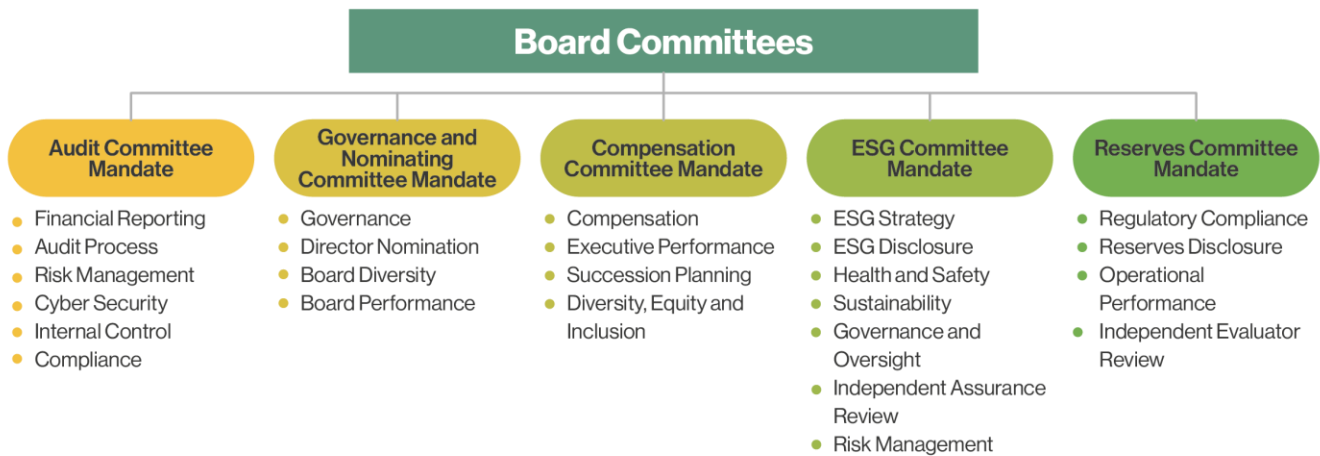 Board Committees
Audit Committee
Mandate
Financial Reporting
Audit Process
Risk Management
Cyber Security
Internal Control
Compliance
Governance and
Nominating
Committee Mandate
Governance
Director Nomination
Board Diversity
Board Performance
Compensation
Committee Mandate
Compensation
Executive Performance
Succession Planning
Diversity, Equity and
Inclusion
ESG Committee
Mandate
ESG Strategy
ESG Disclosure
Health and Safety
Sustainability
Governance and
Oversight
Independent Assurance
Review
Risk Management
Reserves Committee
Mandate
Regulatory Compliance
Reserves Disclosure
Operational
Performance
Independent Evaluator
Review